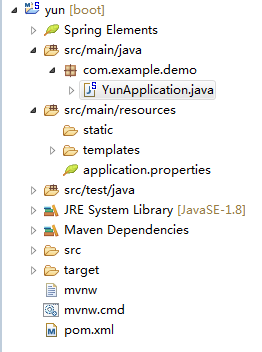 yun [boot]
Spring Elements
src/main/java
com.example.demo
YunApplication.java
src/main/resources
static
templates
application.properties
src/test/java
JRE System Library [JavaSE-1.8]
Maven Dependencies
src
target
mvnw
mvnw.cmd
pom.xml